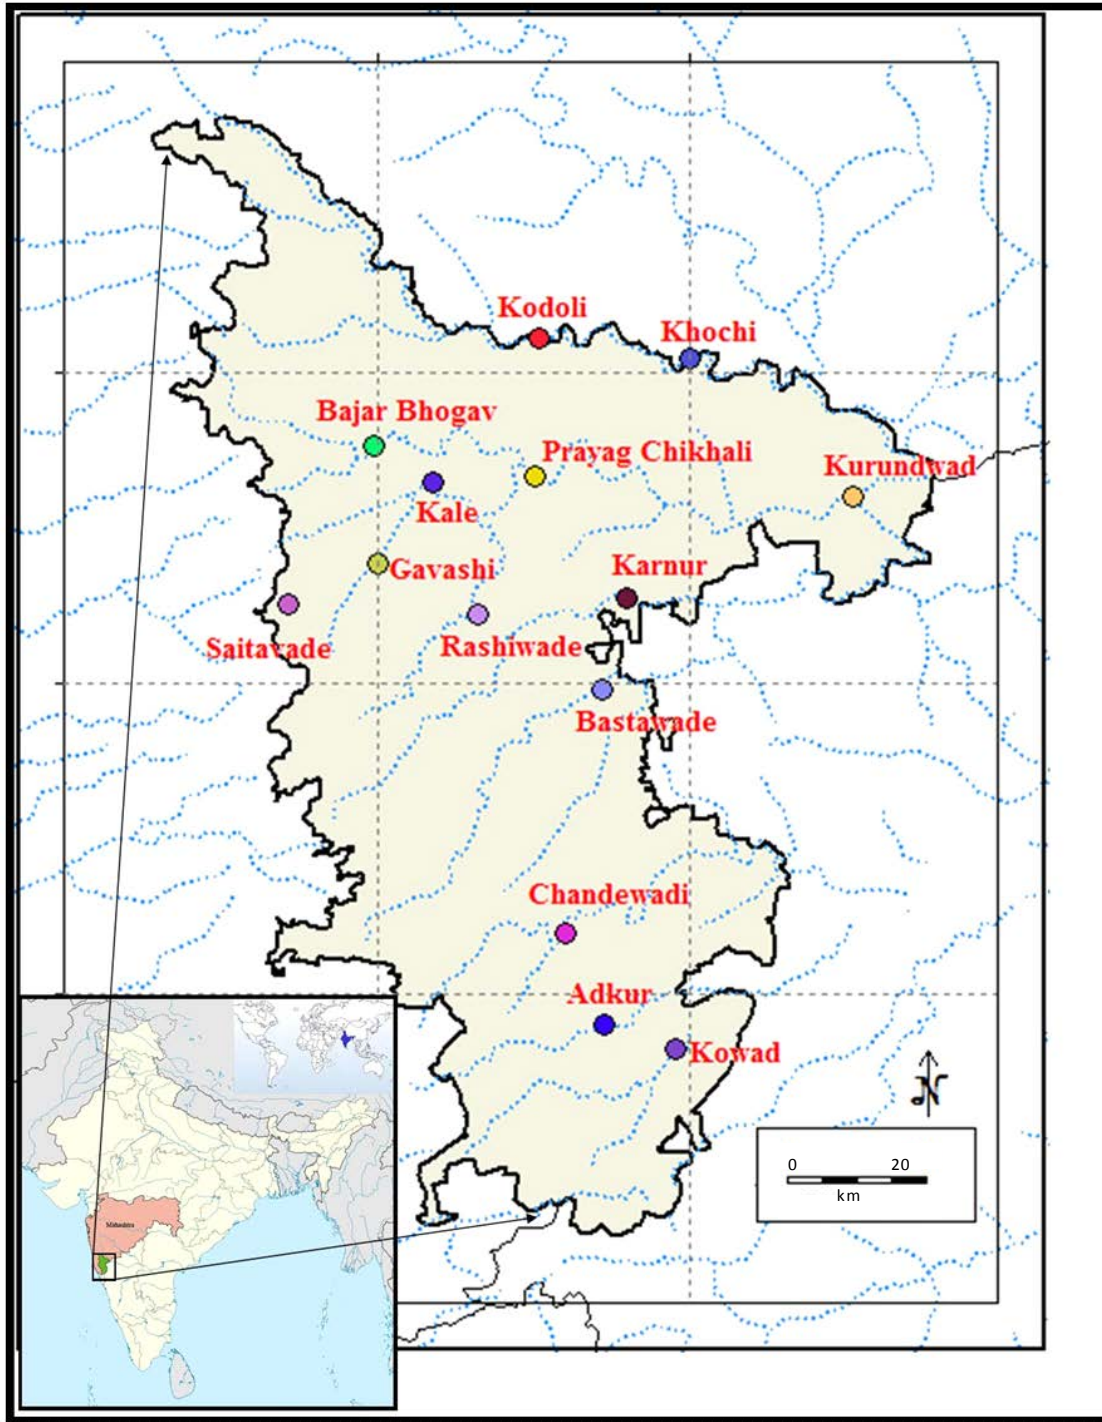 Kodoli
Khochi
Bajar Bhogav
Prayag Chikhali
Kurundwad
Kale
Gavashi
Karnur
Saitavade
Rashiwade
Bastawade
Chandewadi
Adkur
Kowad
N
0 20
km